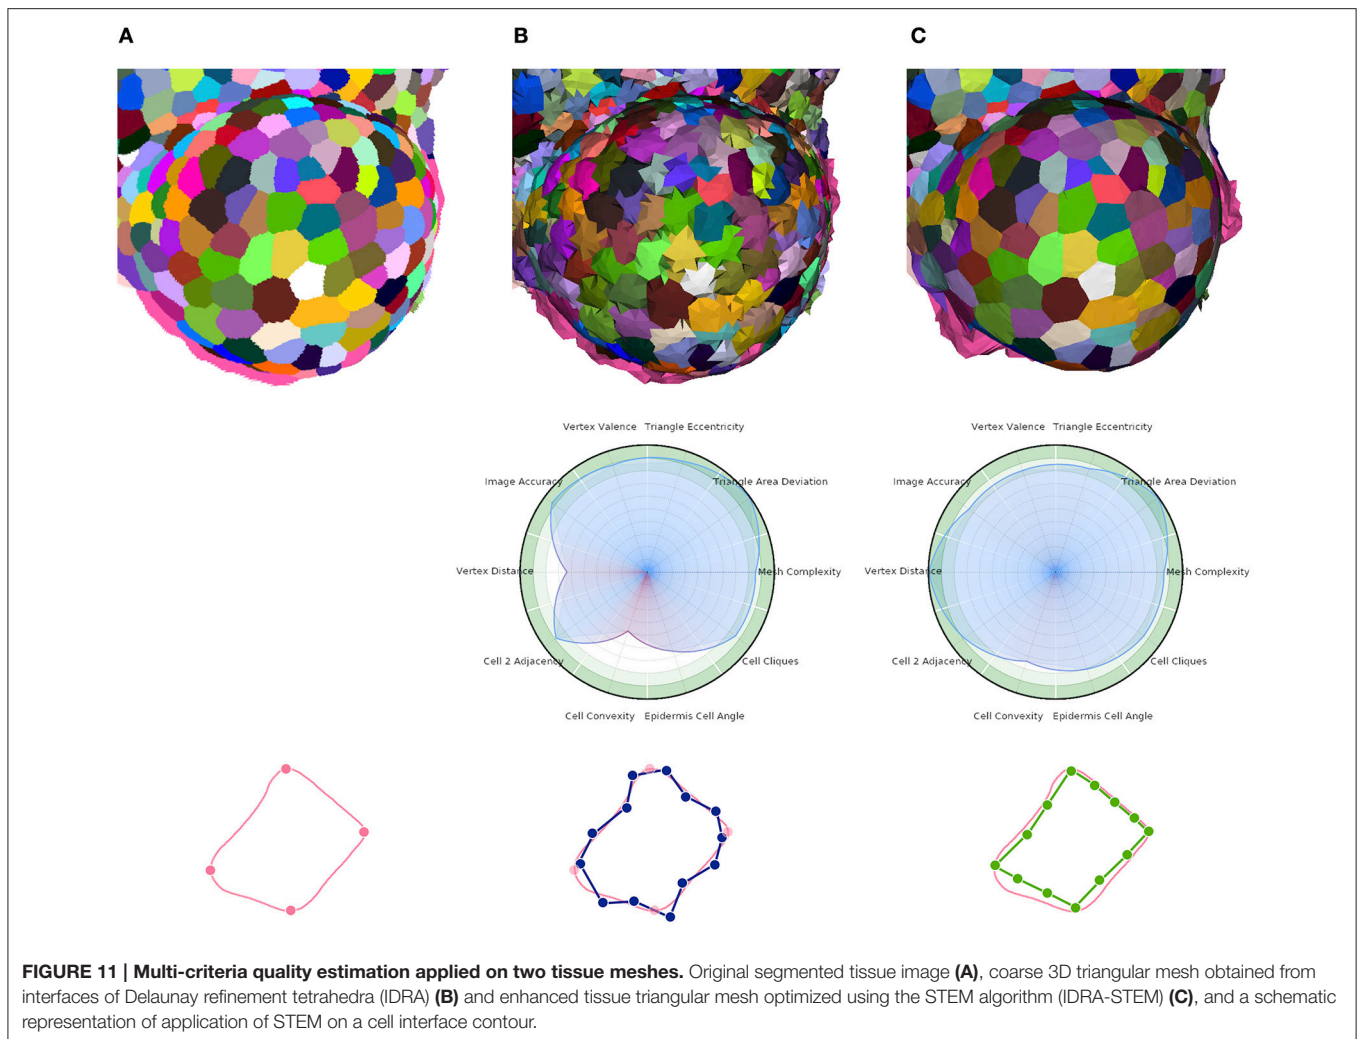 A
B
C
Vertex Valence Triangle Eccentricity
Image Accuracy
Triangle Area Deviation
Vertex Distance
Mesh Complexity
Cell 2 Adjacency
Cell Cliques
Cell Convexity Epidermis Cell Angle
Vertex Valence Triangle Eccentricity
Image Accuracy
Triangle Area Deviation
Vertex Distance
Mesh Complexity
Cell 2 Adjacency
Cell Cliques
Cell Convexity Epidermis Cell Angle
FIGURE 11 | Multi-criteria quality estimation applied on two tissue meshes. Original segmented tissue image (A), coarse 3D triangular mesh obtained from
interfaces of Delaunay refinement tetrahedra (IDRA) (B) and enhanced tissue triangular mesh optimized using the STEM algorithm (IDRA-STEM) (C), and a schematic
representation of application of STEM on a cell interface contour.